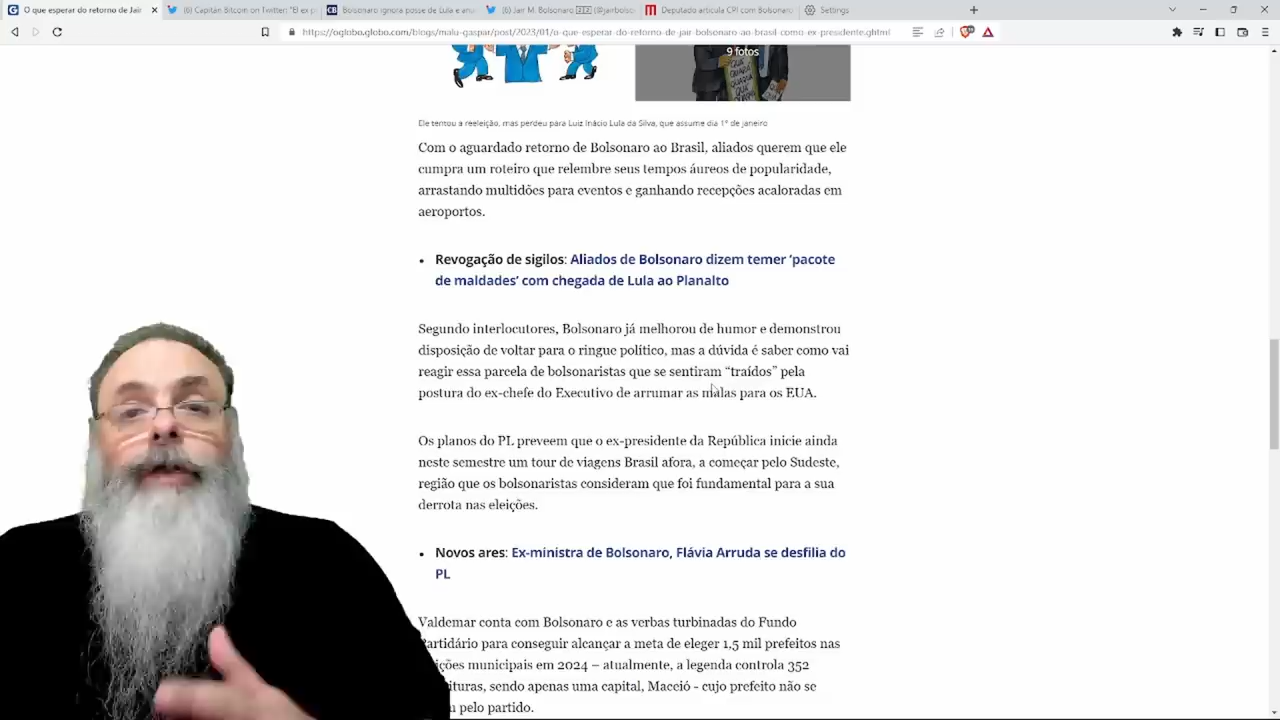 O que esperar do retorno de Jair
(6) Capitán Bitcom on Twitter: "El ex p
Bolsonaro ignora posse de Lula e anu
(6) Jair M. Bolsonaro
(@jairbolso
Deputado articula CPI com Bolsonaro
Settings
https://oglobo.globo.com/blogs/malu-gaspar/post/2023/01/o-que-esperar-do-retorno-de-jair-bolsonaro-ao-brasil-como-ex-presidente.ghtml
9 fotos
QUAQUÁ
Ele tentou a reeleição, mas perdeu para Luiz Inácio Lula da Silva, que assume dia 1º de janeiro
Com o aguardado retorno de Bolsonaro ao Brasil, aliados querem que ele
cumpra um roteiro que relembre seus tempos áureos de popularidade,
arrastando multidões para eventos e ganhando recepções acaloradas em
aeroportos.
• Revogação de sigilos: Aliados de Bolsonaro dizem temer ‘pacote
de maldades’ com chegada de Lula ao Planalto
Segundo interlocutores, Bolsonaro já melhorou de humor e demonstrou
disposição de voltar para o ringue político, mas a dúvida é saber como vai
reagir essa parcela de bolsonaristas que se sentiram “traídos” pela
postura do ex-chefe do Executivo de arrumar as malas para os EUA.
Os planos do PL preveem que o ex-presidente da República inicie ainda
neste semestre um tour de viagens Brasil afora, a começar pelo Sudeste,
região que os bolsonaristas consideram que foi fundamental para a sua
derrota nas eleições.
• Novos ares: Ex-ministra de Bolsonaro, Flávia Arruda se desfilia do
PL
Valdemar conta com Bolsonaro e as verbas turbinadas do Fundo
Partidário para conseguir alcançar a meta de eleger 1,5 mil prefeitos nas
ições municipais em 2024 – atualmente, a legenda controla 352
ituras, sendo apenas uma capital, Maceió - cujo prefeito não se
u pelo partido.